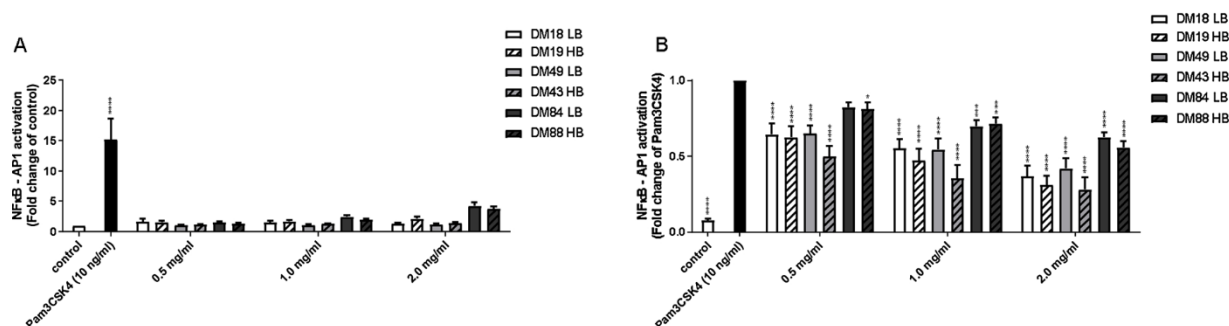 A
DM18 LB
DM19 HB
DM49 LB
DM43 HB
DM84 LB
DM88 HB
NFκB - AP1 activation
(Fold change of control)
25
20
15
10
5
0
****
control
Pam3CSK4 (10 ng/ml)
0.5 mg/ml
1.0 mg/ml
2.0 mg/ml
B
DM18 LB
DM19 HB
DM49 LB
DM43 HB
DM84 LB
DM88 HB
NFκB - AP1 activation
(Fold change of Pam3CSK4)
1.0
0.5
0.0
****
**** **** *
**** **** **** ****
**** **** **** ****
control
Pam3CSK4 (10 ng/ml)
0.5 mg/ml
1.0 mg/ml
2.0 mg/ml